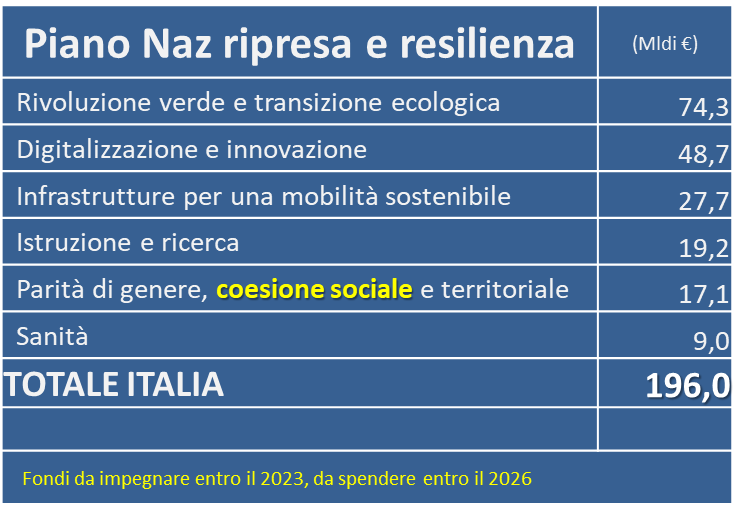 Piano Naz ripresa e resilienza (Mldi €)
Rivoluzione verde e transizione ecologica 74,3
Digitalizzazione e innovazione 48,7
Infrastrutture per una mobilità sostenibile 27,7
Istruzione e ricerca 19,2
Parità di genere, coesione sociale e territoriale 17,1
Sanità 9,0
TOTALE ITALIA 196,0
Fondi da impegnare entro il 2023, da spendere entro il 2026